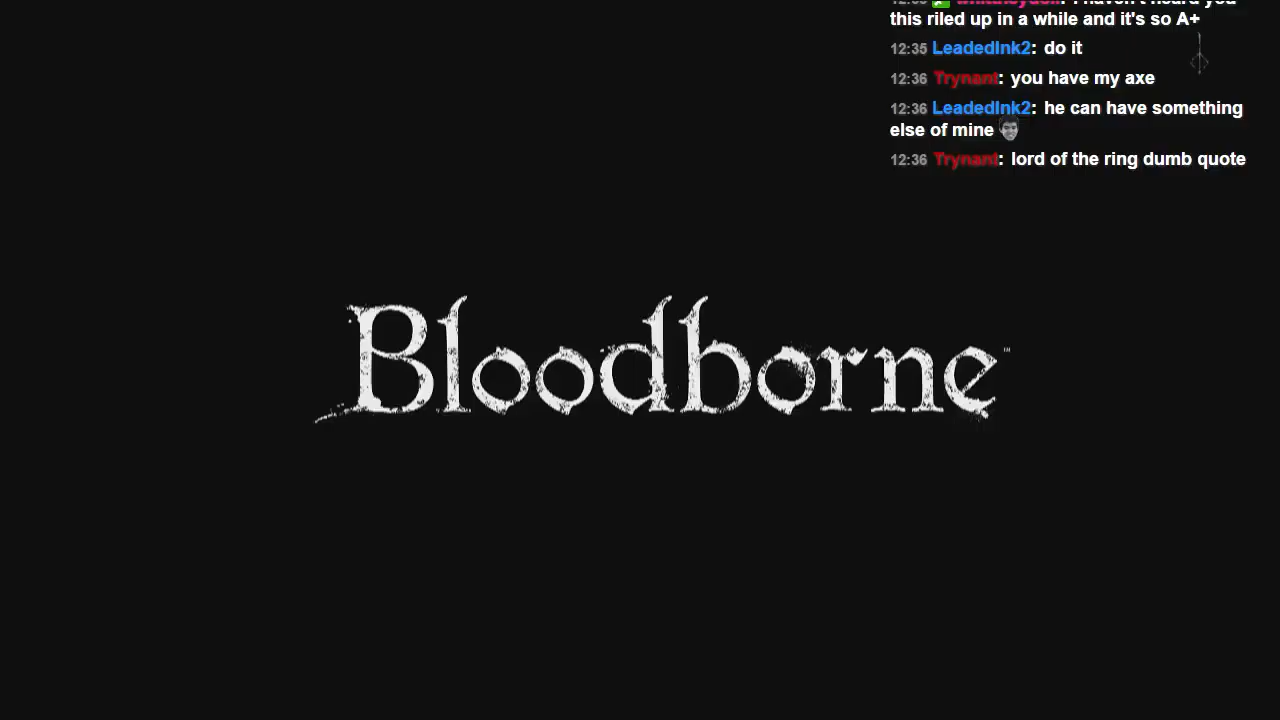 this riled up in a while and it's so A+
12:35 LeadedInk2: do it
12:36 Trynant: you have my axe
12:36 LeadedInk2: he can have something
else of mine
12:36 Trynant: lord of the ring dumb quote
Bloodborne™